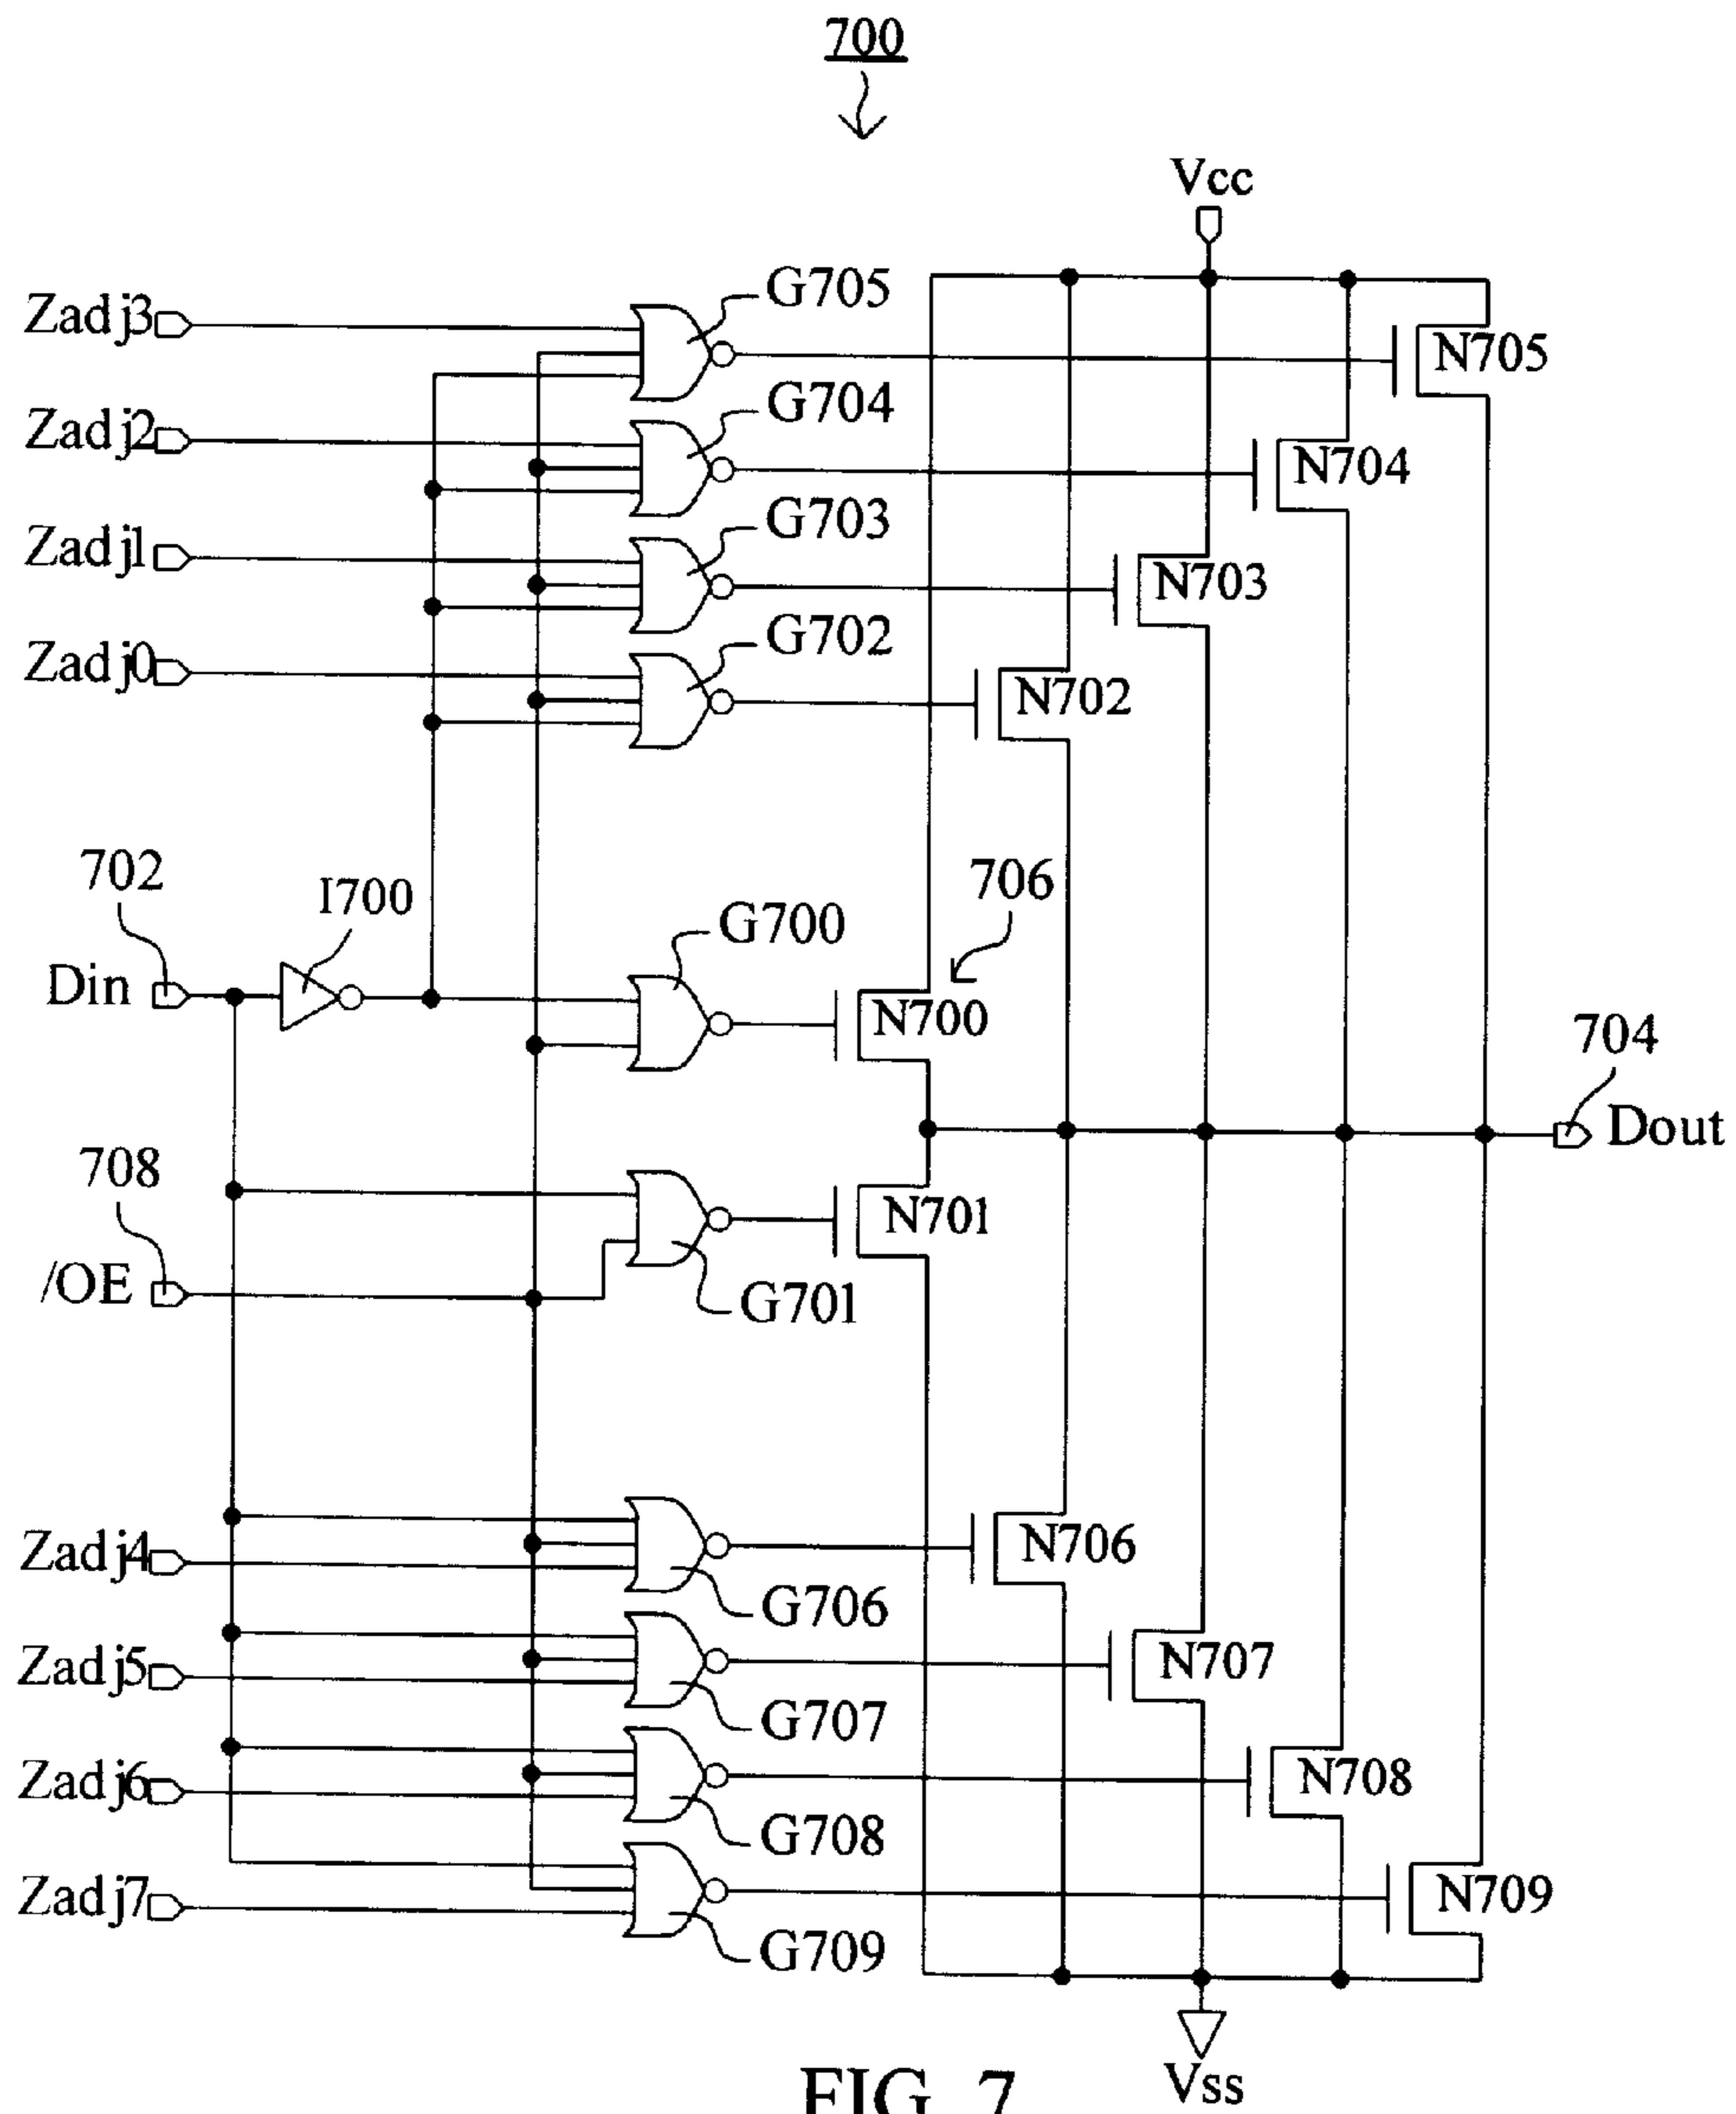 700
Vcc
G705
Zadj3
N705
G704
Zadj2
N704
G703
Zadj1
N703
G702
Zadj0
N702
702
I700
706
G700
Din
N700
704
Dout
708
N701
/OE
G701
Zadj4
N706
G706
Zadj5
N707
G707
Zadj6
N708
G708
Zadj7
N709
G709
Vss
FIG. 7